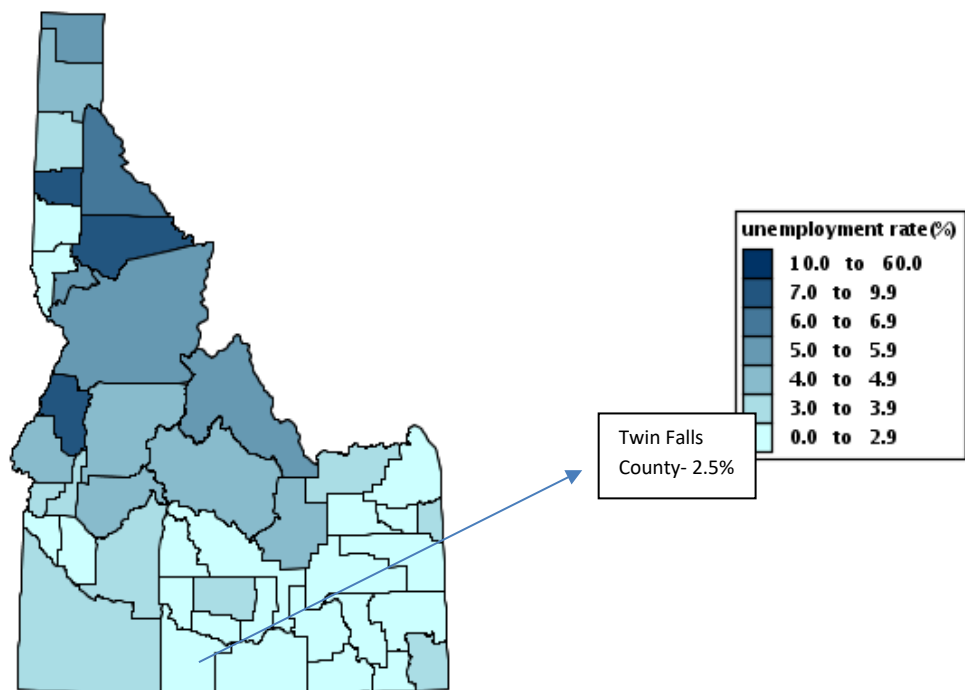 unemployment rate(%)
10.0 to 60.0
7.0 to 9.9
6.0 to 6.9
5.0 to 5.9
4.0 to 4.9
3.0 to 3.9
0.0 to 2.9
Twin Falls
County- 2.5%